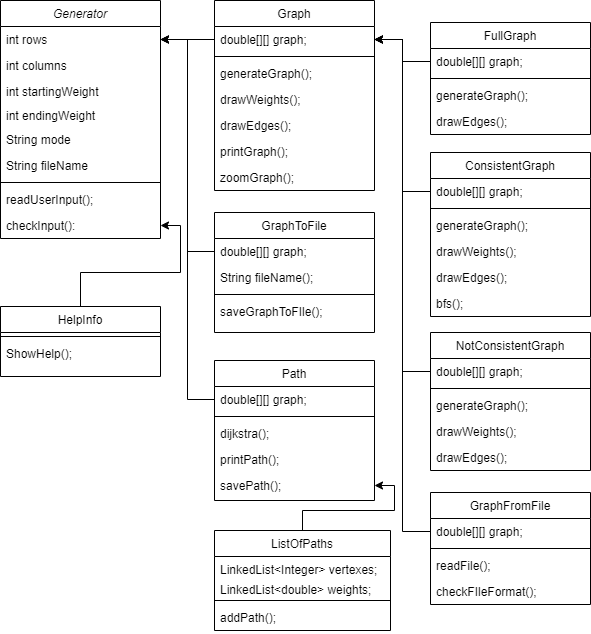 Generator
int rows
int columns
int startingWeight
int endingWeight
String mode
String fileName
readUserInput();
checkInput():
HelpInfo
ShowHelp();
Graph
double[][] graph;
generateGraph();
drawWeights();
drawEdges();
printGraph();
zoomGraph();
GraphToFile
double[][] graph;
String fileName();
saveGraphToFIle();
Path
double[][] graph;
dijkstra();
printPath();
savePath();
ListOfPaths
LinkedList<Integer> vertexes;
LinkedList<double> weights;
addPath();
FullGraph
double[][] graph;
generateGraph();
drawEdges();
ConsistentGraph
double[][] graph;
generateGraph();
drawWeights();
drawEdges();
bfs();
NotConsistentGraph
double[][] graph;
generateGraph();
drawWeights();
drawEdges();
GraphFromFile
double[][] graph;
readFile();
checkFIleFormat();